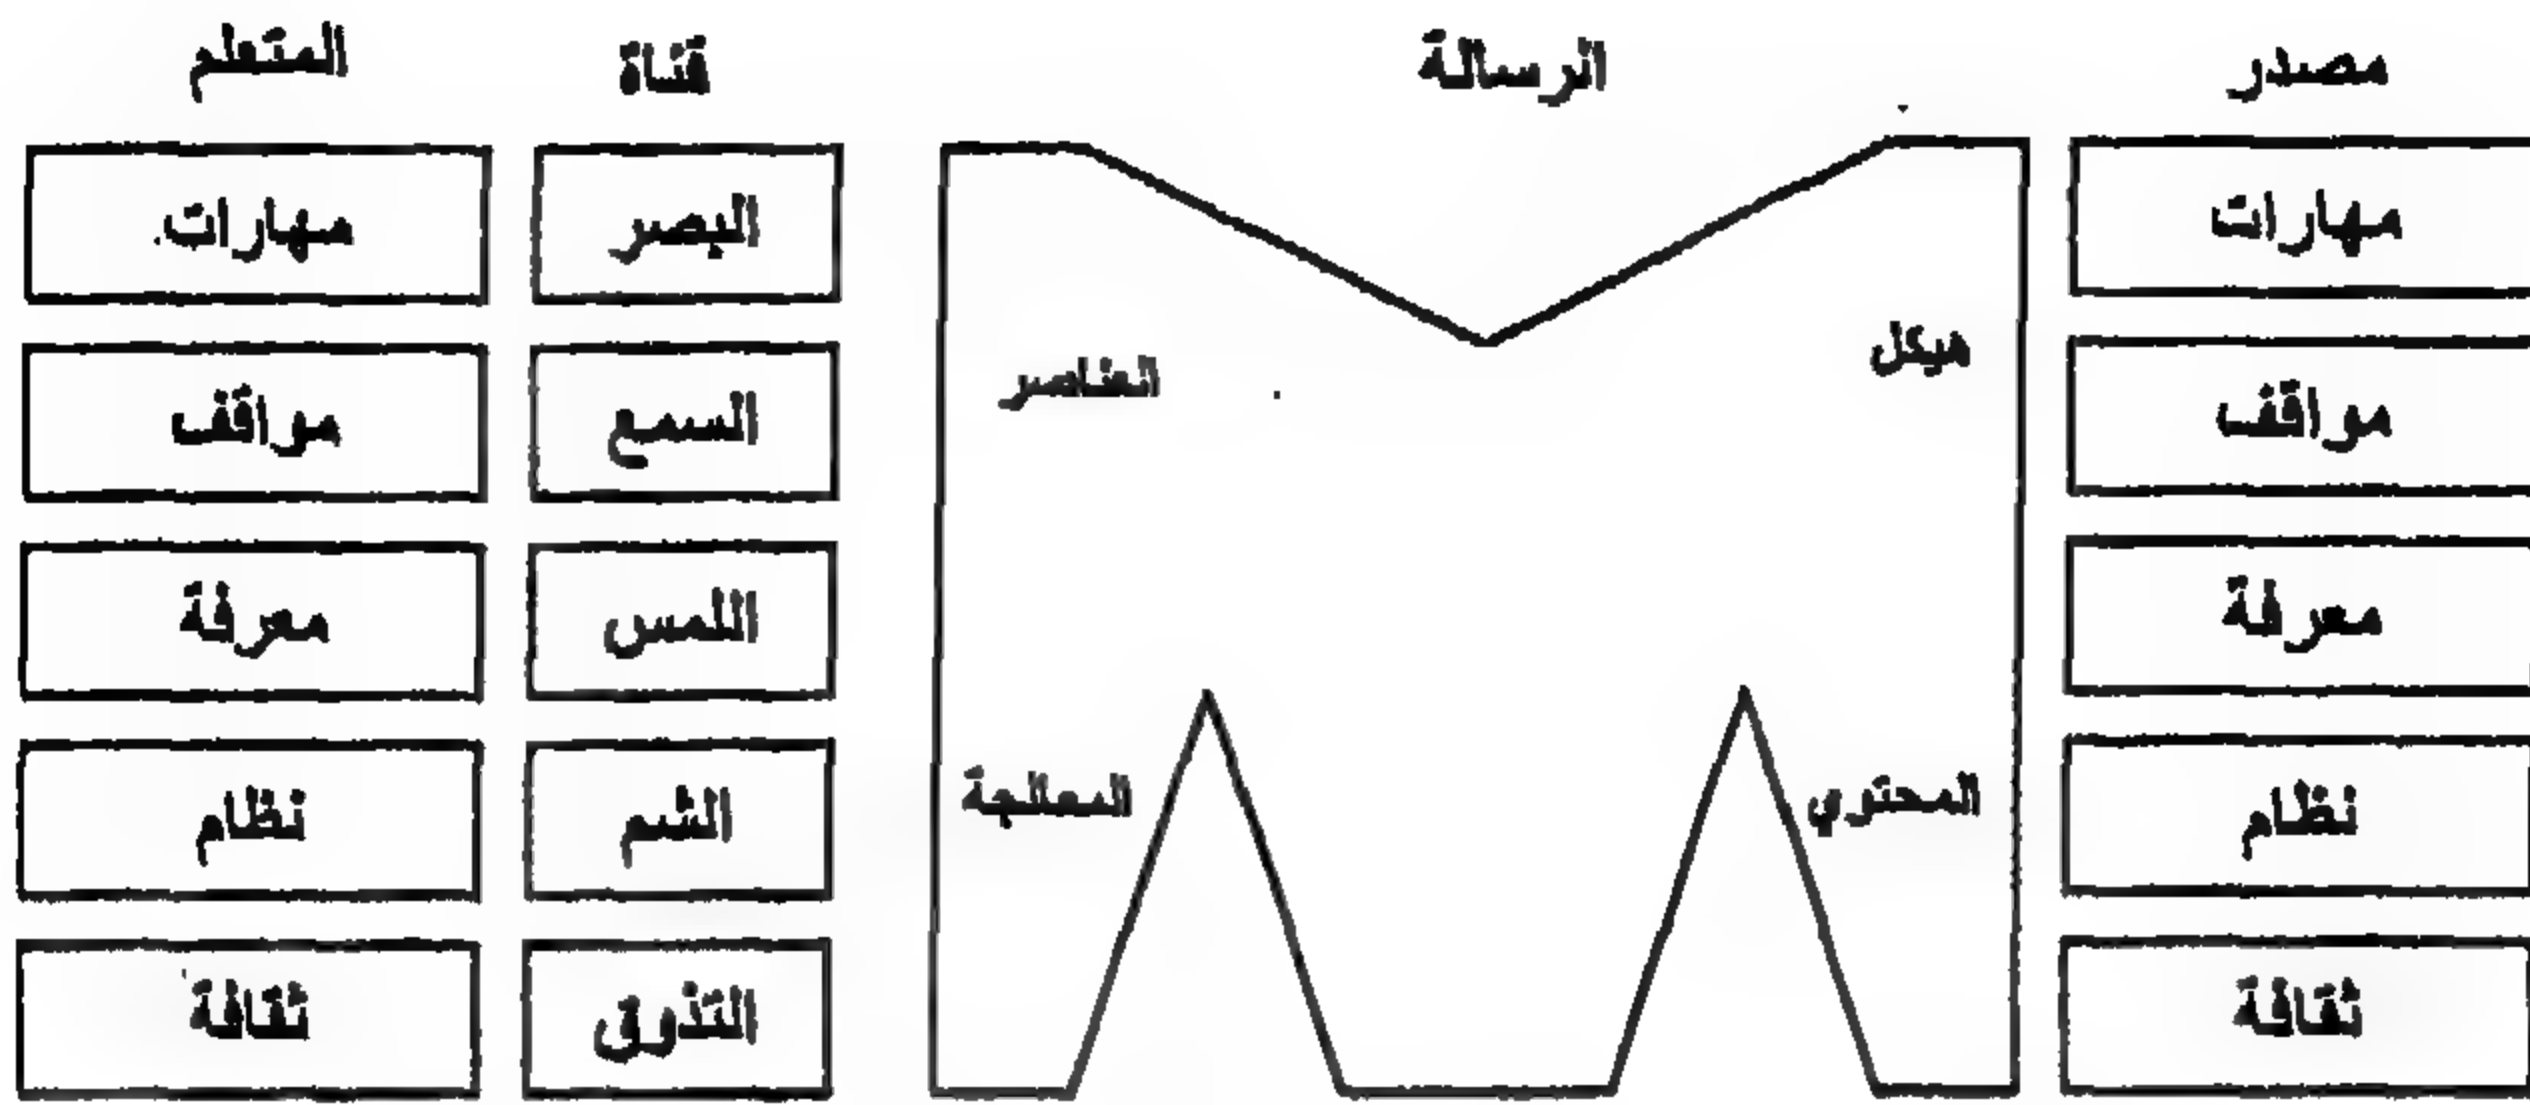 مصدر الرسالة قناة المتعلم
مهارات البصر مهارات
هيكل العناصر
مواقف السمع مواقف
معرفة اللمس معرفة
المحتوي المعالجة
نظام الشم نظام
ثقافة التذوق ثقافة